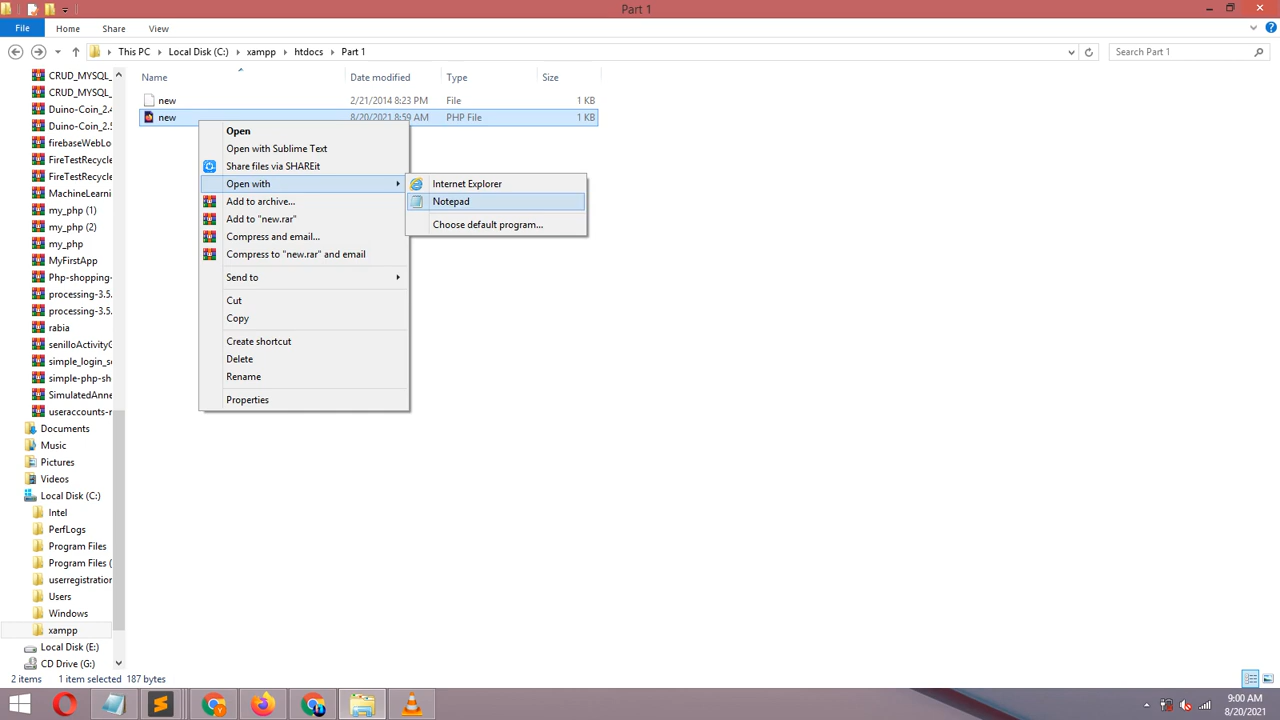 Part 1
File Home Share View
This PC Local Disk (C:) xampp htdocs Part 1
Search Part 1
Name Date modified Type Size
new 2/21/2014 8:23 PM File 1 KB
new 8/20/2021 8:59 AM PHP File 1 KB
CRUD_MYSQL_
CRUD_MYSQL_
Duino-Coin_2.4
Duino-Coin_2.5
firebaseWebLo
FireTestRecycle
FireTestRecycle
MachineLearni
my_php (1)
my_php (2)
my_php
MyFirstApp
Php-shopping-
processing-3.5.
processing-3.5.
rabia
senilloActivityC
simple_login_s
simple-php-sh
SimulatedAnne
useraccounts-r
Documents
Music
Pictures
Videos
Local Disk (C:)
Intel
PerfLogs
Program Files
Program Files (
userregistration
Users
Windows
xampp
Local Disk (E:)
CD Drive (G:)
Open
Open with Sublime Text
Share files via SHAREit
Open with
Add to archive...
Add to "new.rar"
Compress and email...
Compress to "new.rar" and email
Send to
Cut
Copy
Create shortcut
Delete
Rename
Properties
Internet Explorer
Notepad
Choose default program...
2 items 1 item selected 187 bytes
9:00 AM
8/20/2021